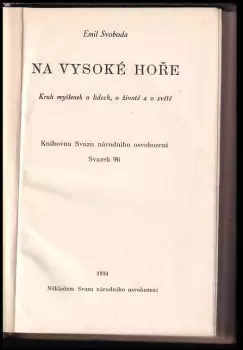 Emil Svoboda
NA VYSOKÉ HOŘE
Kruh myšlenek o lidech, o životě a o světě
Knihovna Svazu národního osvobození
Svazek 96
1934
Nákladem Svazu národního osvobození